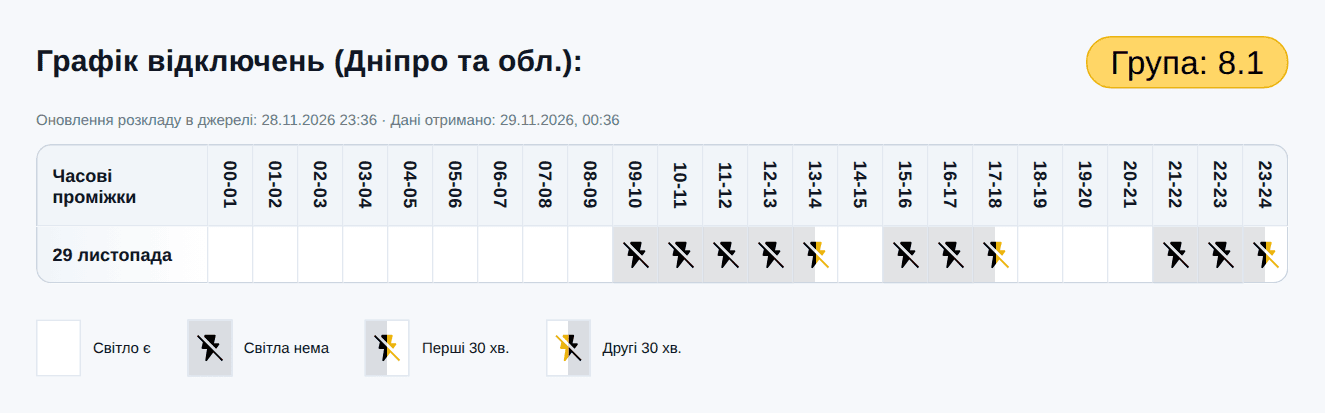 Графік відключень (Дніпро та обл.):
Група: 8.1
Оновлення розкладу в джерелі: 28.11.2026 23:36 · Дані отримано: 29.11.2026, 00:36
Часові
проміжки
00-01
01-02
02-03
03-04
04-05
05-06
06-07
07-08
08-09
09-10
10-11
11-12
12-13
13-14
14-15
15-16
16-17
17-18
18-19
19-20
20-21
21-22
22-23
23-24
29 листопада
Світло є
Світла нема
Перші 30 хв.
Другі 30 хв.